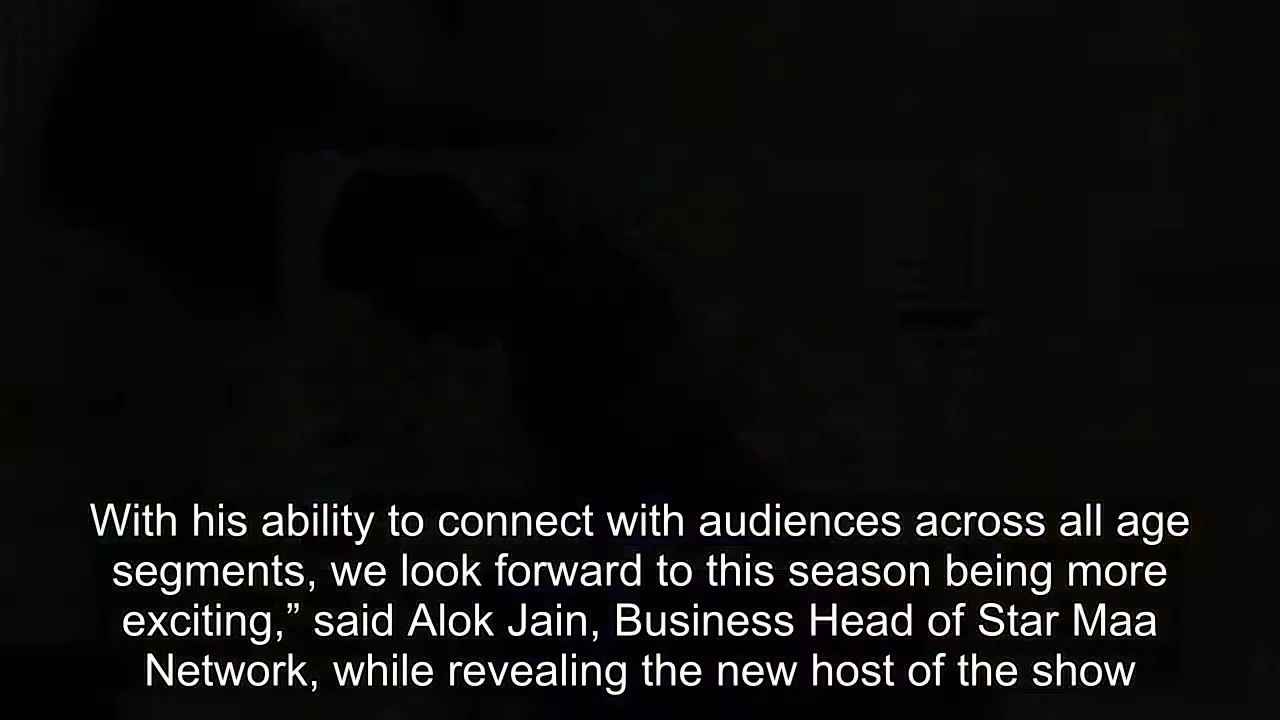 With his ability to connect with audiences across all age
segments, we look forward to this season being more
exciting,” said Alok Jain, Business Head of Star Maa
Network, while revealing the new host of the show